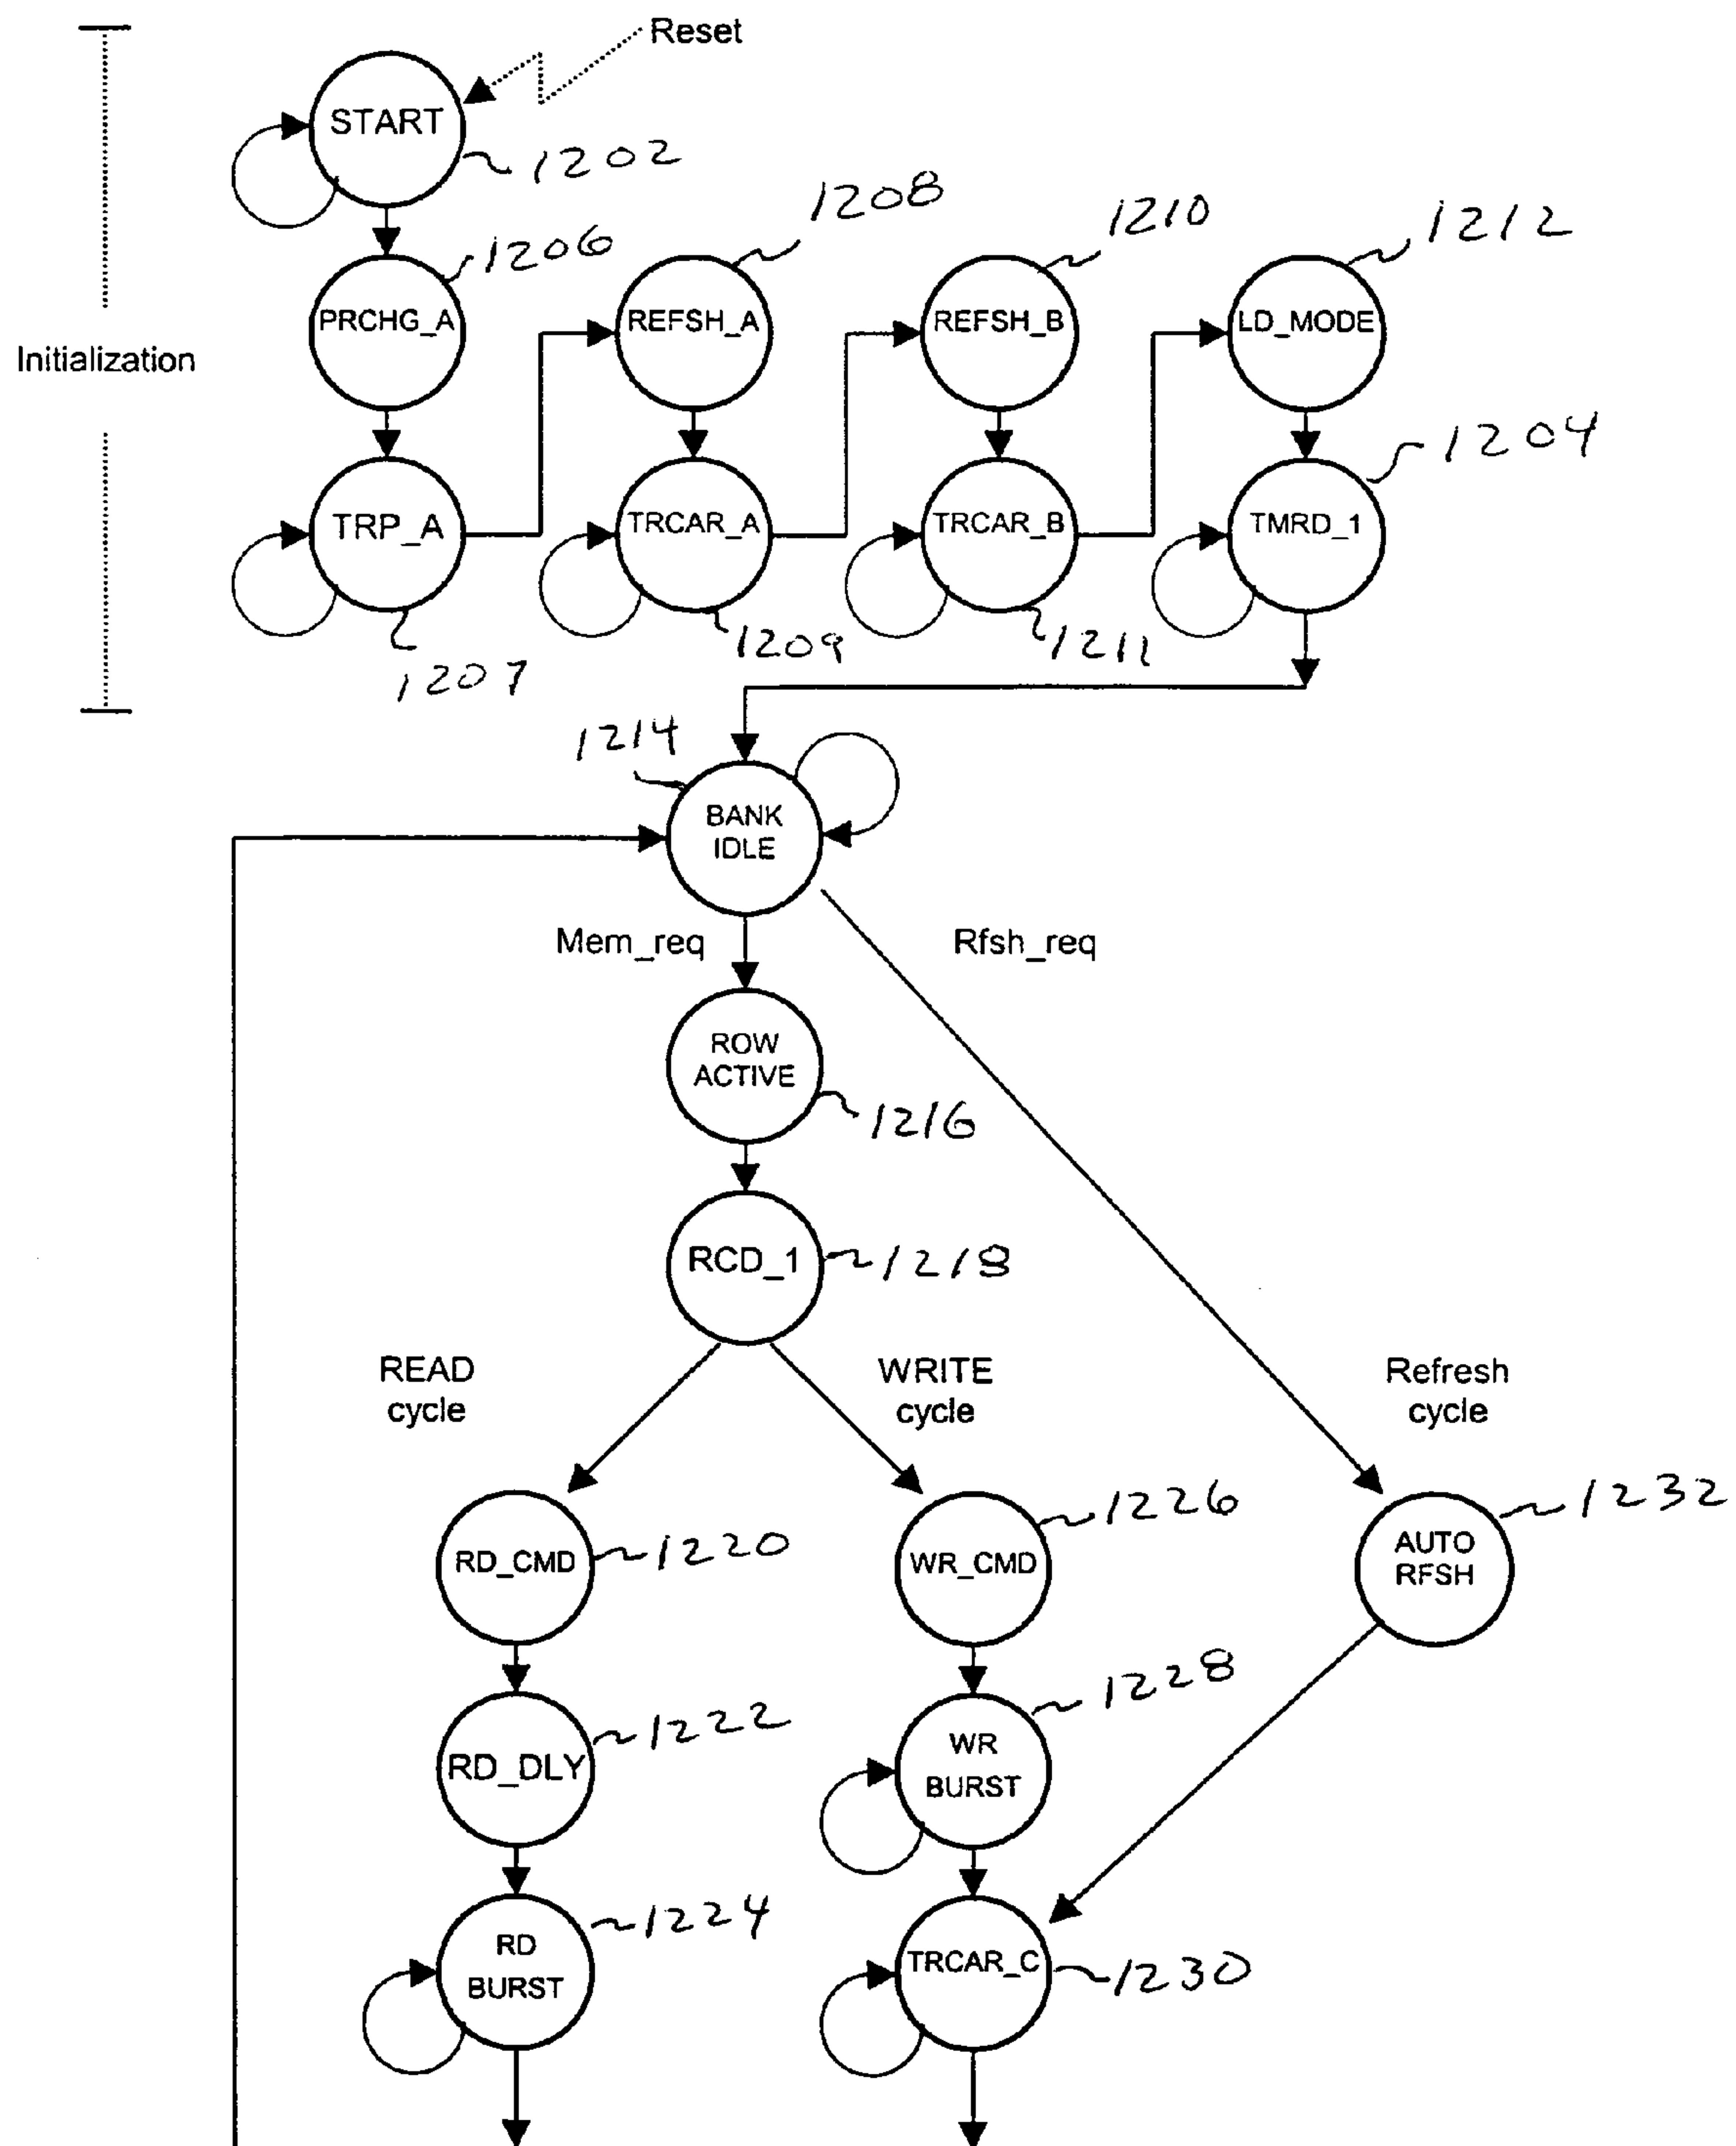 Reset
START
1202
1206
1208
1210
1212
PRCHG_A
REFSH_A
REFSH_B
LD_MODE
Initialization
1204
TRP_A
TRCAR_A
TRCAR_B
TMRD_1
1207
1209
1211
1214
BANK
IDLE
Mem_req
Rfsh_req
ROW
ACTIVE
1216
RCD_1
1218
READ
cycle
WRITE
cycle
Refresh
cycle
RD_CMD
1220
WR_CMD
1226
AUTO
RFSH
1232
RD_DLY
1222
WR
BURST
1228
RD
BURST
1224
TRCAR_C
1230